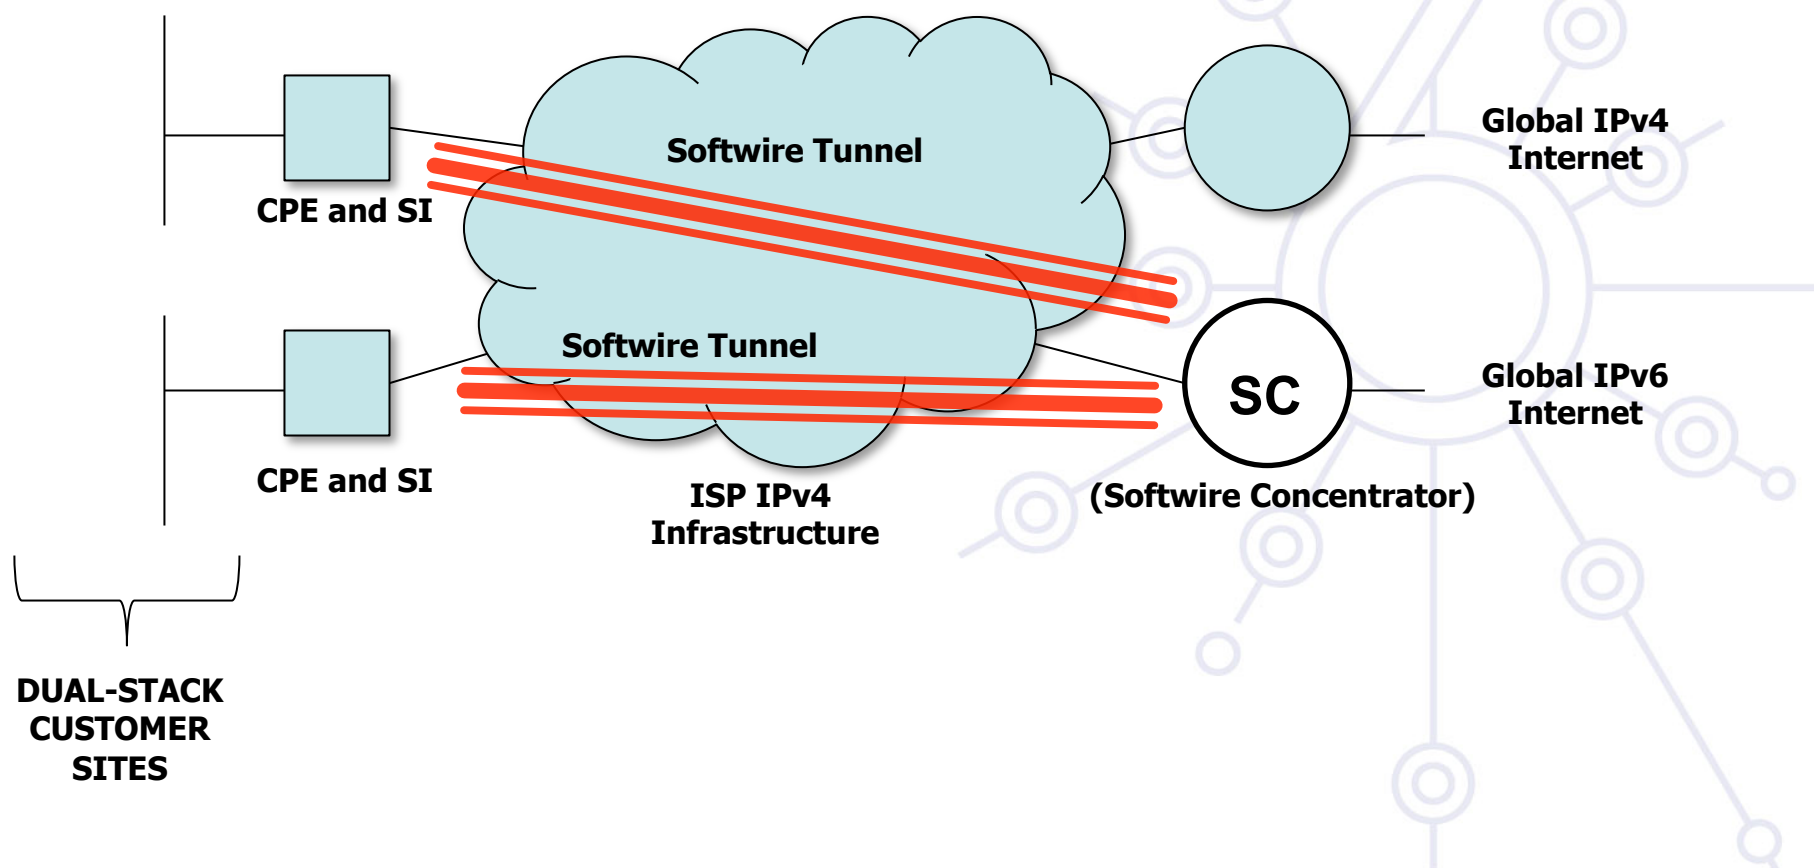 Softwire Tunnel
Global IPv4
Internet
CPE and SI
Softwire Tunnel
SC
Global IPv6
Internet
CPE and SI
ISP IPv4
Infrastructure
(Softwire Concentrator)
DUAL-STACK
CUSTOMER
SITES